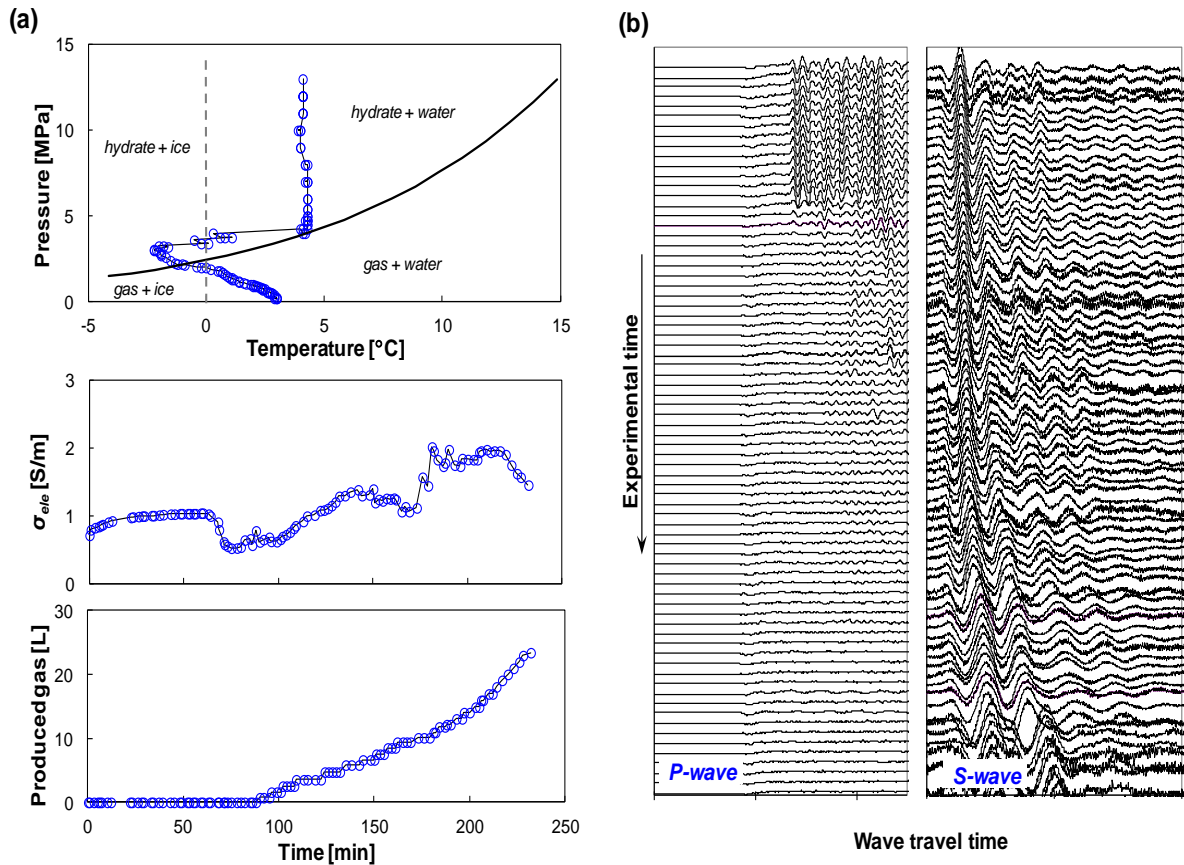 (a)
15
10
5
0
Pressure [MPa]
hydrate + ice
hydrate + water
gas + water
gas + ice
-5 0 5 10 15
Temperature [°C]
3
2
1
0
σele [S/m]
30
20
10
0
Produced gas [L]
0 50 100 150 200 250
Time [min]
(b)
Experimental time
P-wave
S-wave
Wave travel time